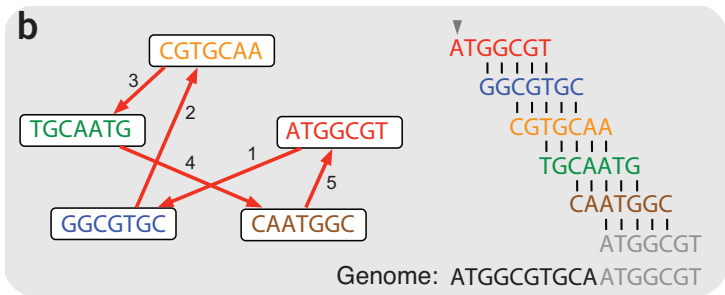 b
CGTGCAA
3
TGCAATG
2
ATGGCGT
1
4
5
GGCGTGC
CAATGGC
ATGGCGT
GGCGTGC
CGTGCAA
TGCAATG
CAATGGC
ATGGCGT
Genome: ATGGCGTGCAATGGCGT